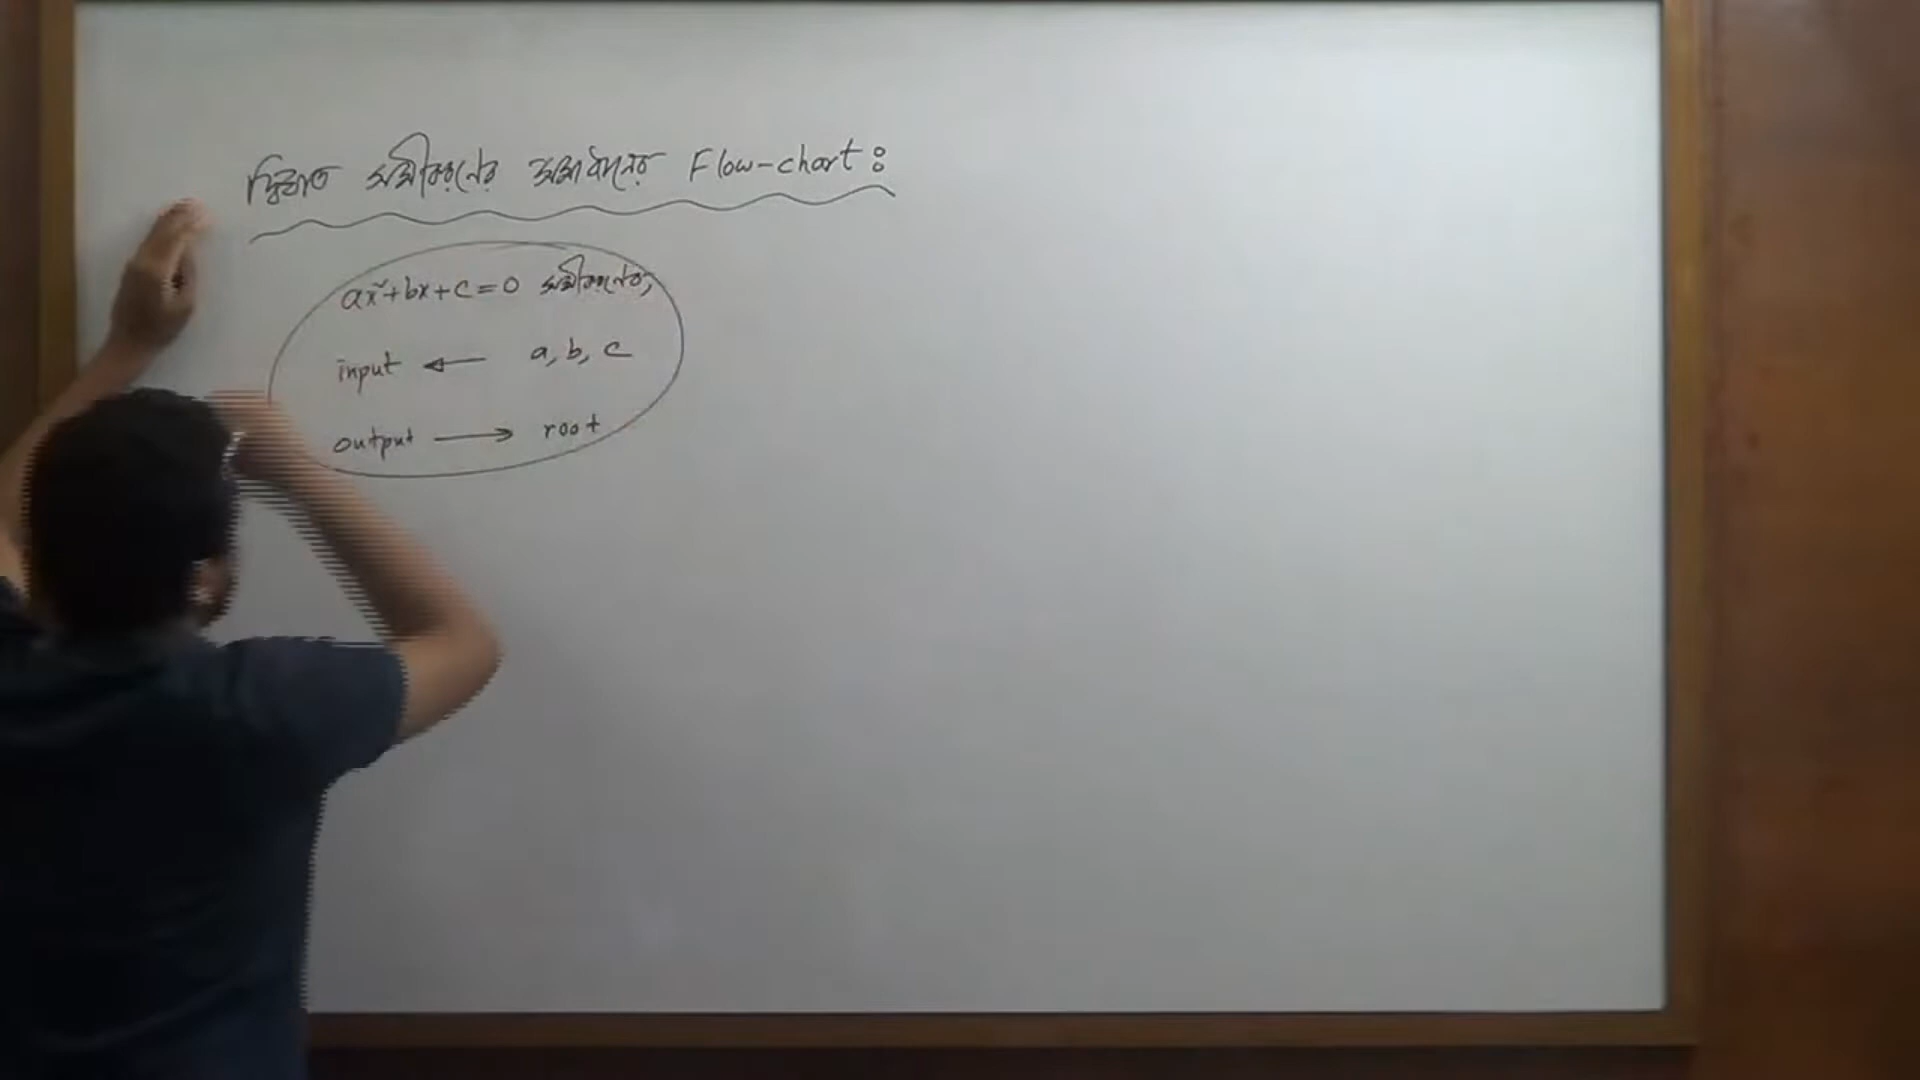 দ্বিঘাত সমীকরণের সমাধানের Flow-chart:
ax²+bx+c=0 সমীকরণের,
input ← a, b, c
output → root